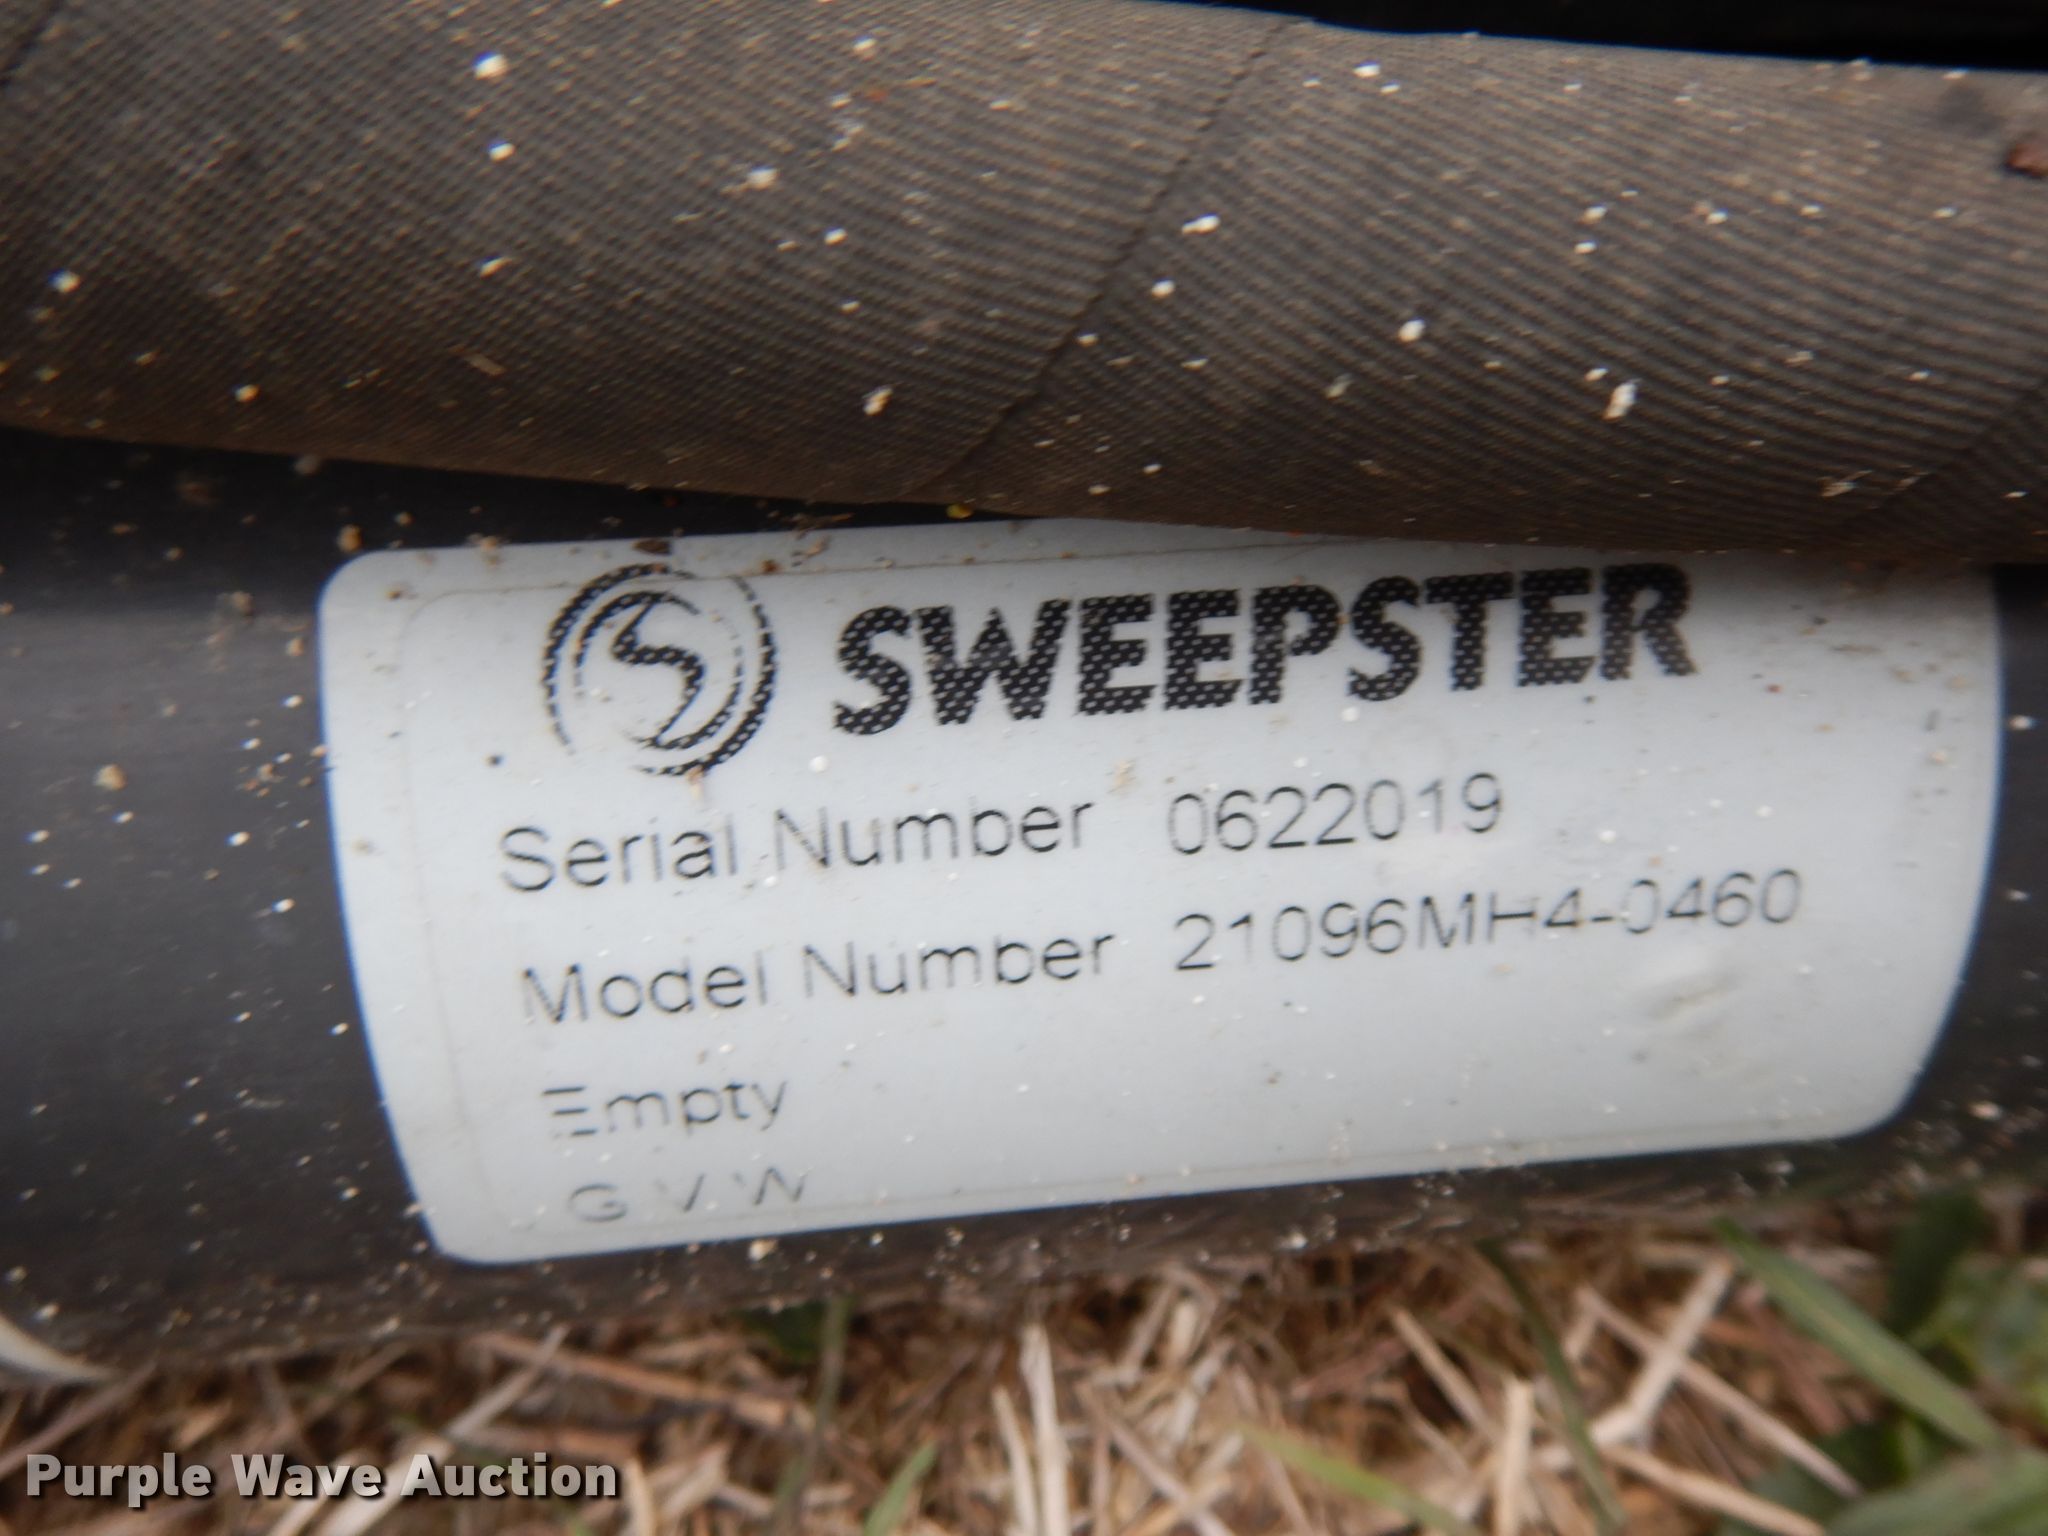 SWEEPSTER
Serial Number 0622019
Model Number 21096MH4-0460
Empty
G V W
Purple Wave Auction